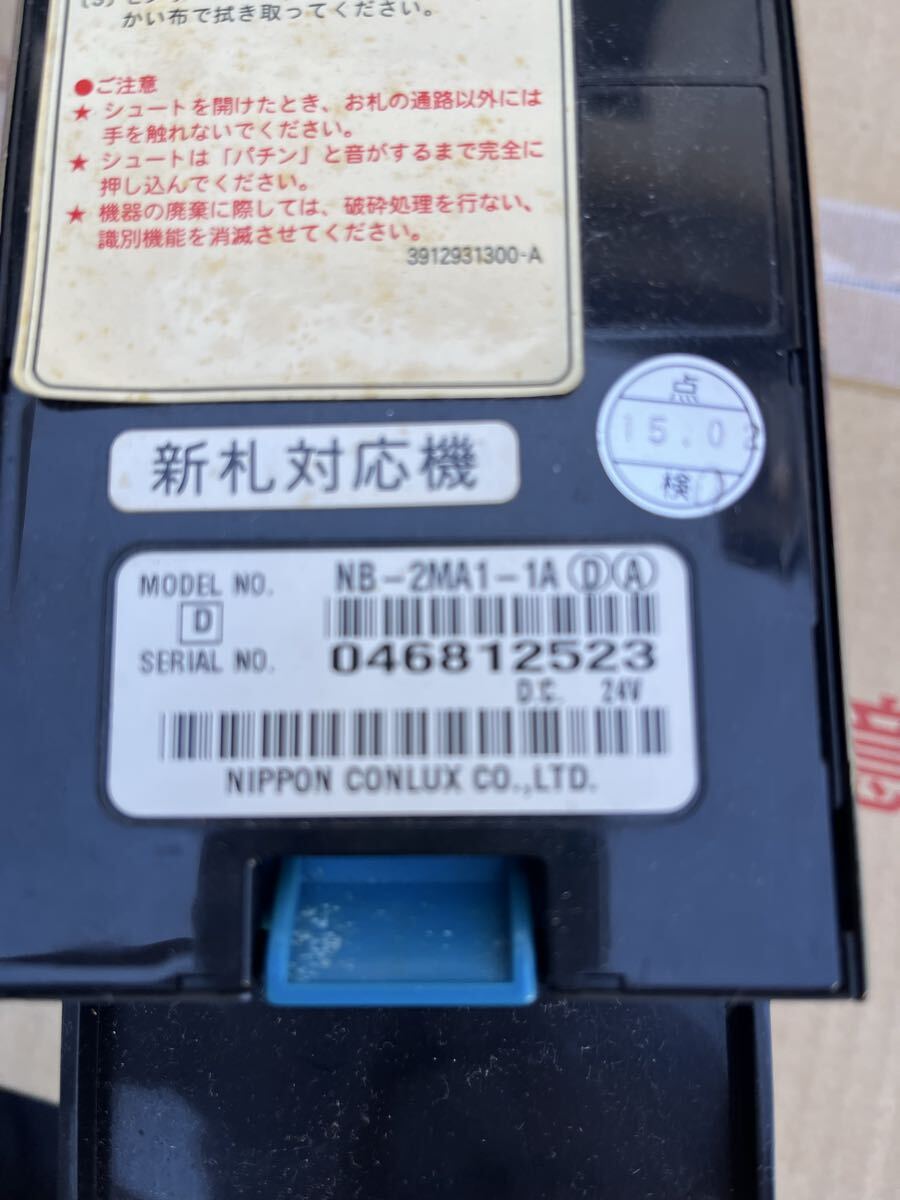 かい布で拭き取ってください。
●ご注意
★ シュートを開けたとき、お札の通路以外には
手を触れないでください。
★ シュートは「パチン」と音がするまで完全に
押し込んでください。
★ 機器の廃棄に際しては、破砕処理を行ない、
識別機能を消滅させてください。
3912931300-A
点
15.02
検
新札対応機
MODEL NO. NB-2MA1-1A Ⓓ Ⓐ
D
SERIAL NO. 046812523
D.C. 24V
NIPPON CONLUX CO.,LTD.